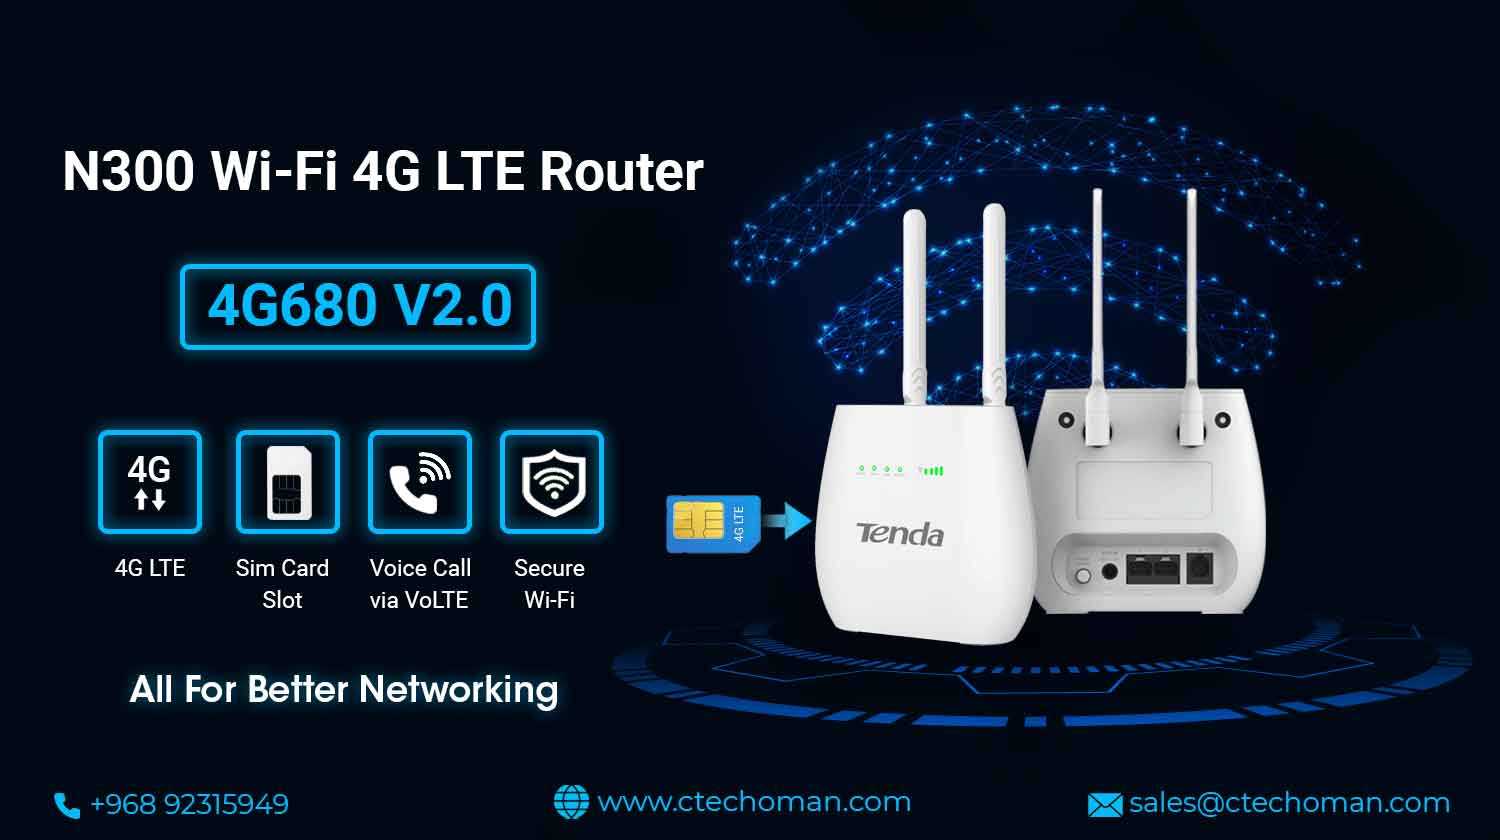 N300 Wi-Fi 4G LTE Router
4G680 V2.0
4G
4G LTE
Sim Card
Slot
Voice Call
via VoLTE
Secure
Wi-Fi
4G LTE
Tenda
All For Better Networking
+968 92315949
www.ctechoman.com
sales@ctechoman.com